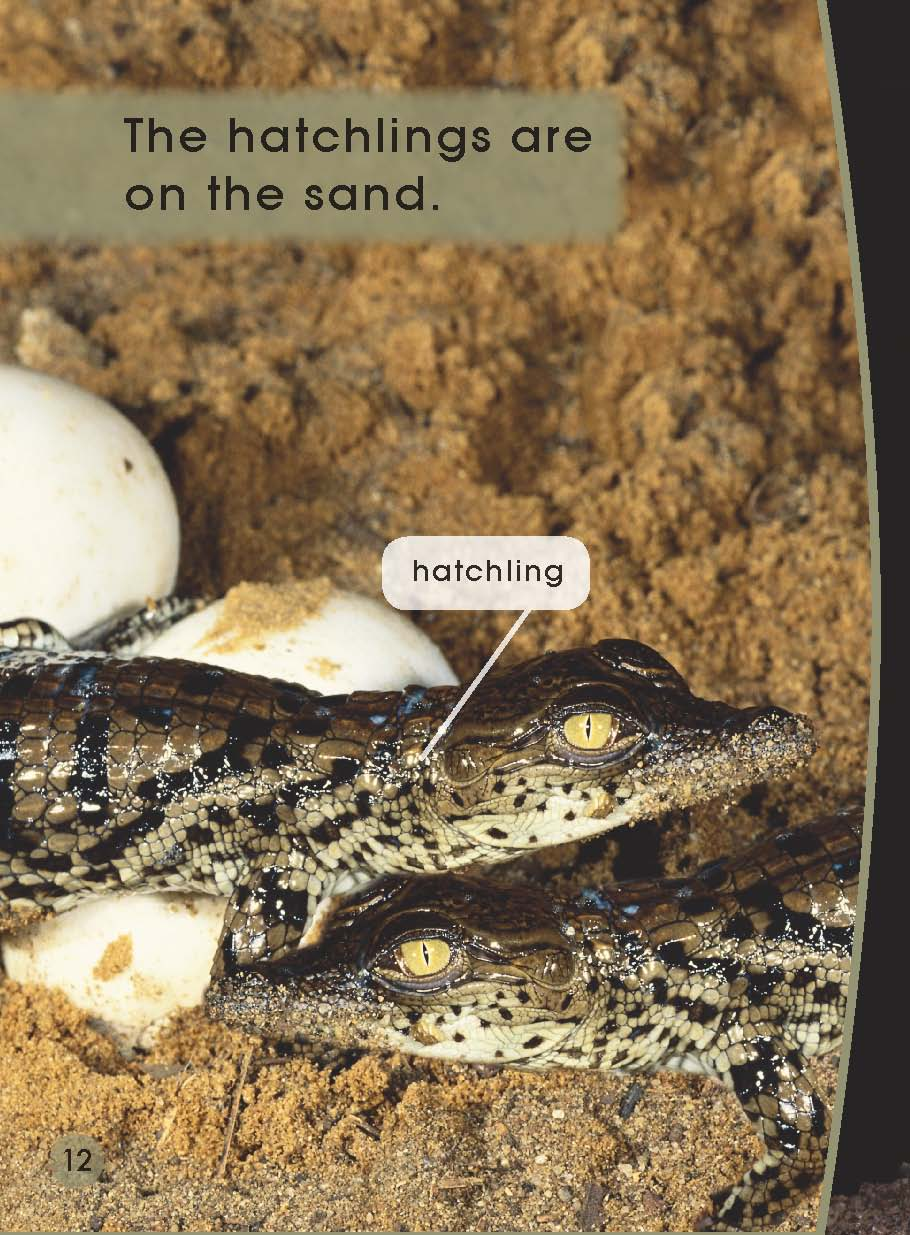 The hatchlings are
on the sand.
hatchling
12